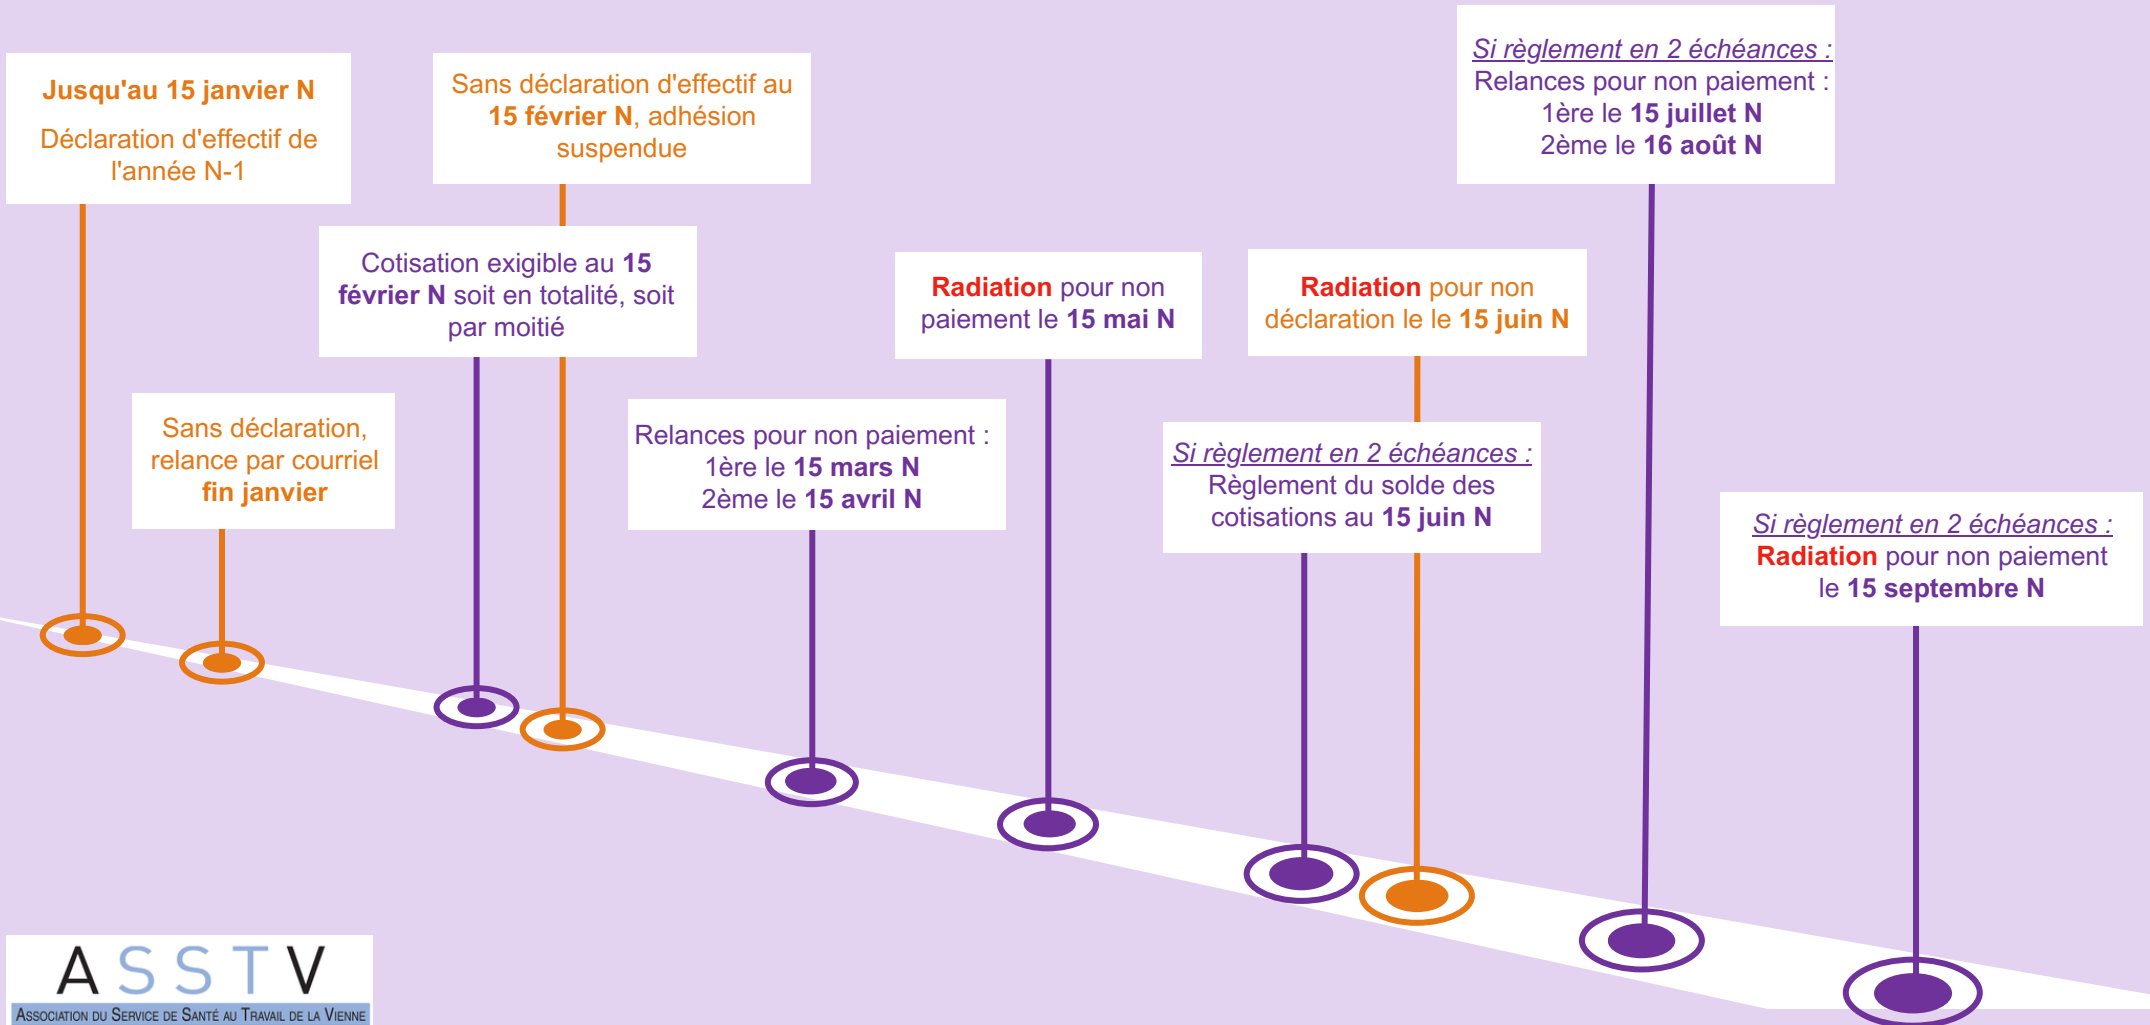 Jusqu'au 15 janvier N
Déclaration d'effectif de
l'année N-1
Sans déclaration,
relance par courriel
fin janvier
Cotisation exigible au 15
février N soit en totalité, soit
par moitié
Sans déclaration d'effectif au
15 février N, adhésion
suspendue
Relances pour non paiement :
1ère le 15 mars N
2ème le 15 avril N
Radiation pour non
paiement le 15 mai N
Si règlement en 2 échéances :
Règlement du solde des
cotisations au 15 juin N
Radiation pour non
déclaration le le 15 juin N
Si règlement en 2 échéances :
Relances pour non paiement :
1ère le 15 juillet N
2ème le 16 août N
Si règlement en 2 échéances :
Radiation pour non paiement
le 15 septembre N
ASSTV
ASSOCIATION DU SERVICE DE SANTÉ AU TRAVAIL DE LA VIENNE